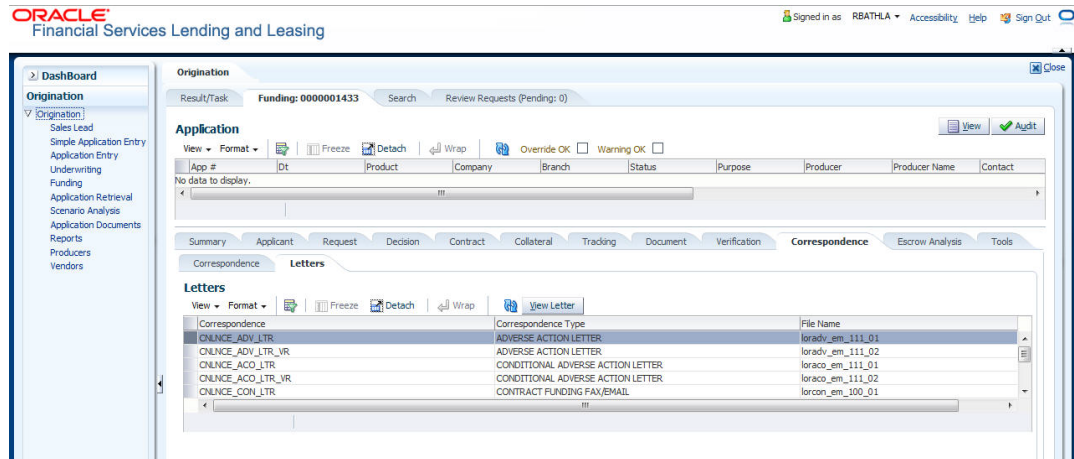 ORACLE
Financial Services Lending and Leasing
Signed in as RBATHLA Accessibility Help Sign Out
Close
DashBoard
Origination
Origination
Sales Lead
Simple Application Entry
Application Entry
Underwriting
Funding
Application Retrieval
Scenario Analysis
Application Documents
Reports
Producers
Vendors
Origination
Result/Task Funding: 0000001433 Search Review Requests (Pending: 0)
Application
View Audit
View Format Freeze Detach Wrap Override OK Warning OK
App # Dt Product Company Branch Status Purpose Producer Producer Name Contact
No data to display.
Summary Applicant Request Decision Contract Collateral Tracking Document Verification Correspondence Escrow Analysis Tools
Correspondence Letters
Letters
View Format Freeze Detach Wrap View Letter
Correspondence Correspondence Type File Name
CNLNCE_ADV_LTR ADVERSE ACTION LETTER loradv_em_111_01
CNLNCE_ADV_LTR_VR ADVERSE ACTION LETTER loradv_em_111_02
CNLNCE_ACO_LTR CONDITIONAL ADVERSE ACTION LETTER loraco_em_111_01
CNLNCE_ACO_LTR_VR CONDITIONAL ADVERSE ACTION LETTER loraco_em_111_02
CNLNCE_CON_LTR CONTRACT FUNDING FAX/EMAIL lorcon_em_100_01